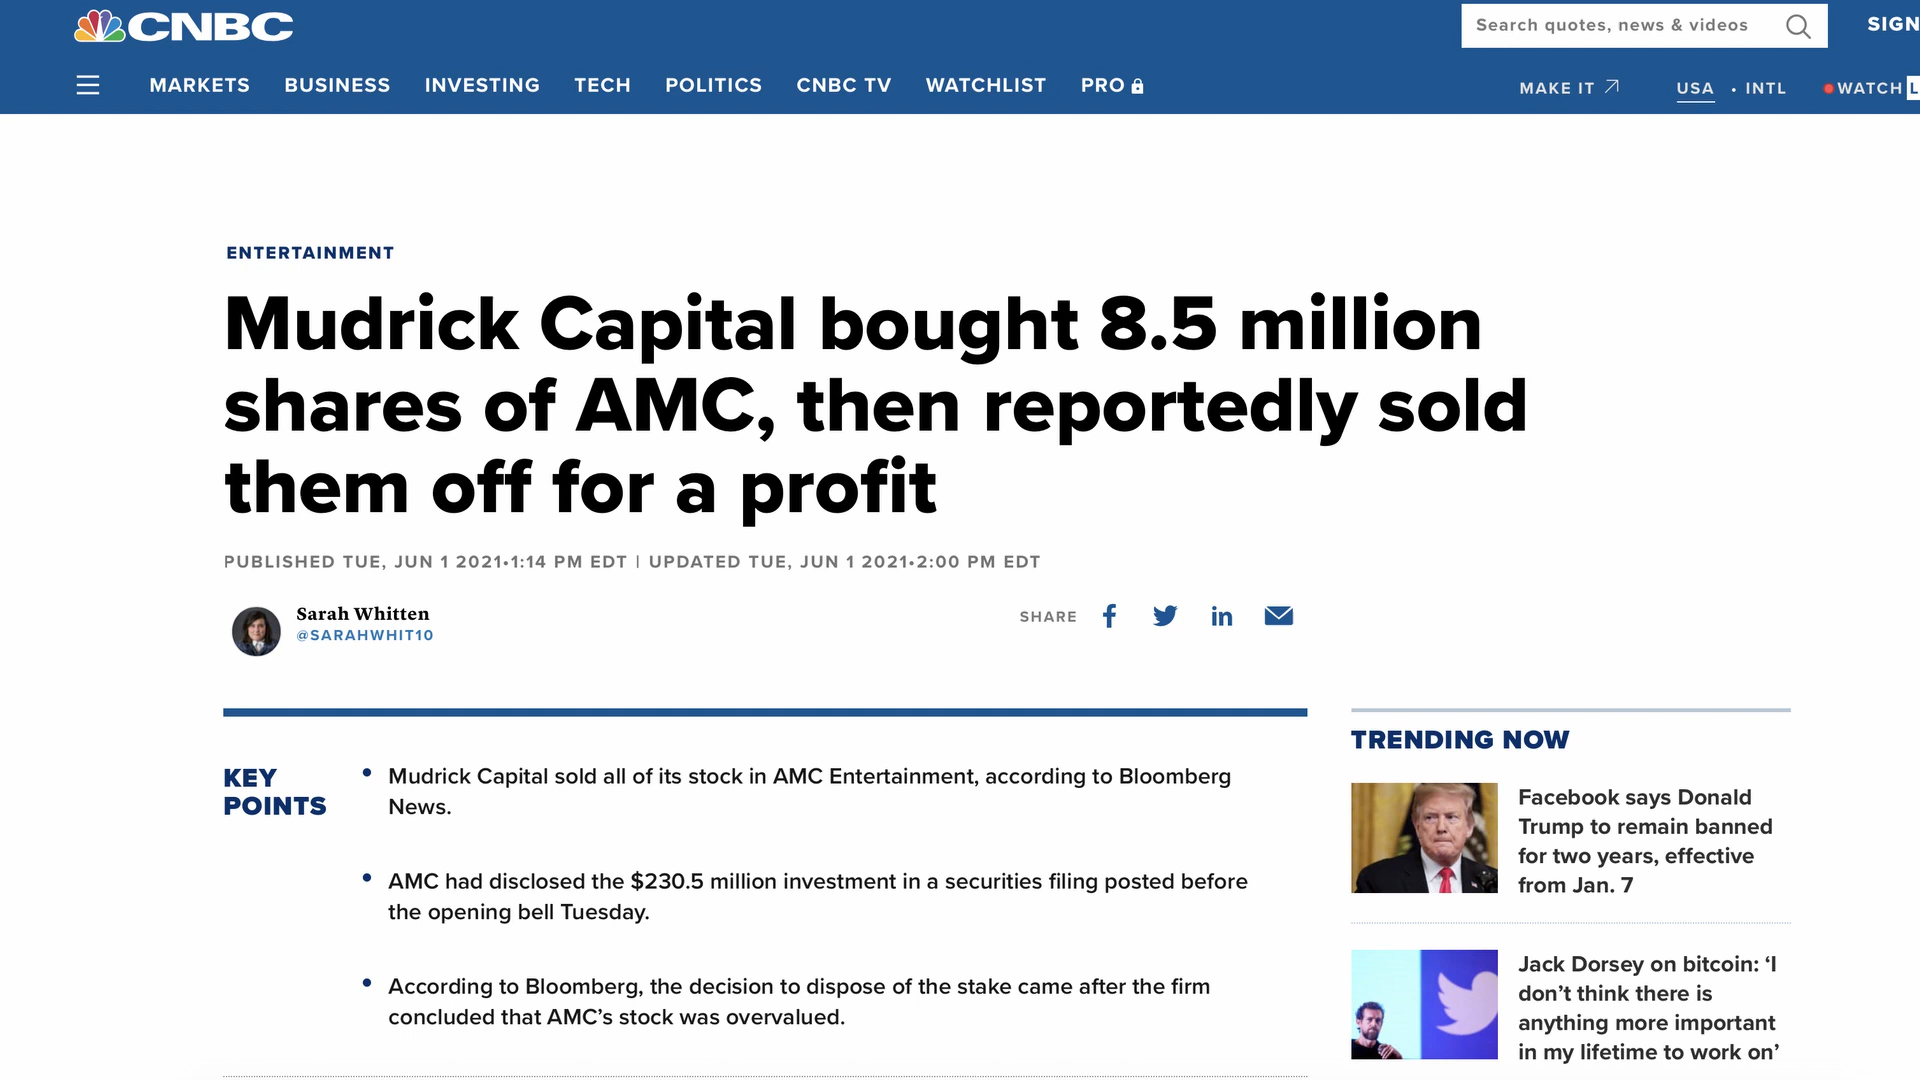 CNBC
Search quotes, news & videos
SIGN
MARKETS BUSINESS INVESTING TECH POLITICS CNBC TV WATCHLIST PRO
MAKE IT USA • INTL WATCH L
ENTERTAINMENT
Mudrick Capital bought 8.5 million
shares of AMC, then reportedly sold
them off for a profit
PUBLISHED TUE, JUN 1 2021•1:14 PM EDT | UPDATED TUE, JUN 1 2021•2:00 PM EDT
Sarah Whitten
@SARAHWHIT10
SHARE
KEY
POINTS
• Mudrick Capital sold all of its stock in AMC Entertainment, according to Bloomberg
News.
• AMC had disclosed the $230.5 million investment in a securities filing posted before
the opening bell Tuesday.
• According to Bloomberg, the decision to dispose of the stake came after the firm
concluded that AMC’s stock was overvalued.
TRENDING NOW
Facebook says Donald
Trump to remain banned
for two years, effective
from Jan. 7
Jack Dorsey on bitcoin: ‘I
don’t think there is
anything more important
in my lifetime to work on’